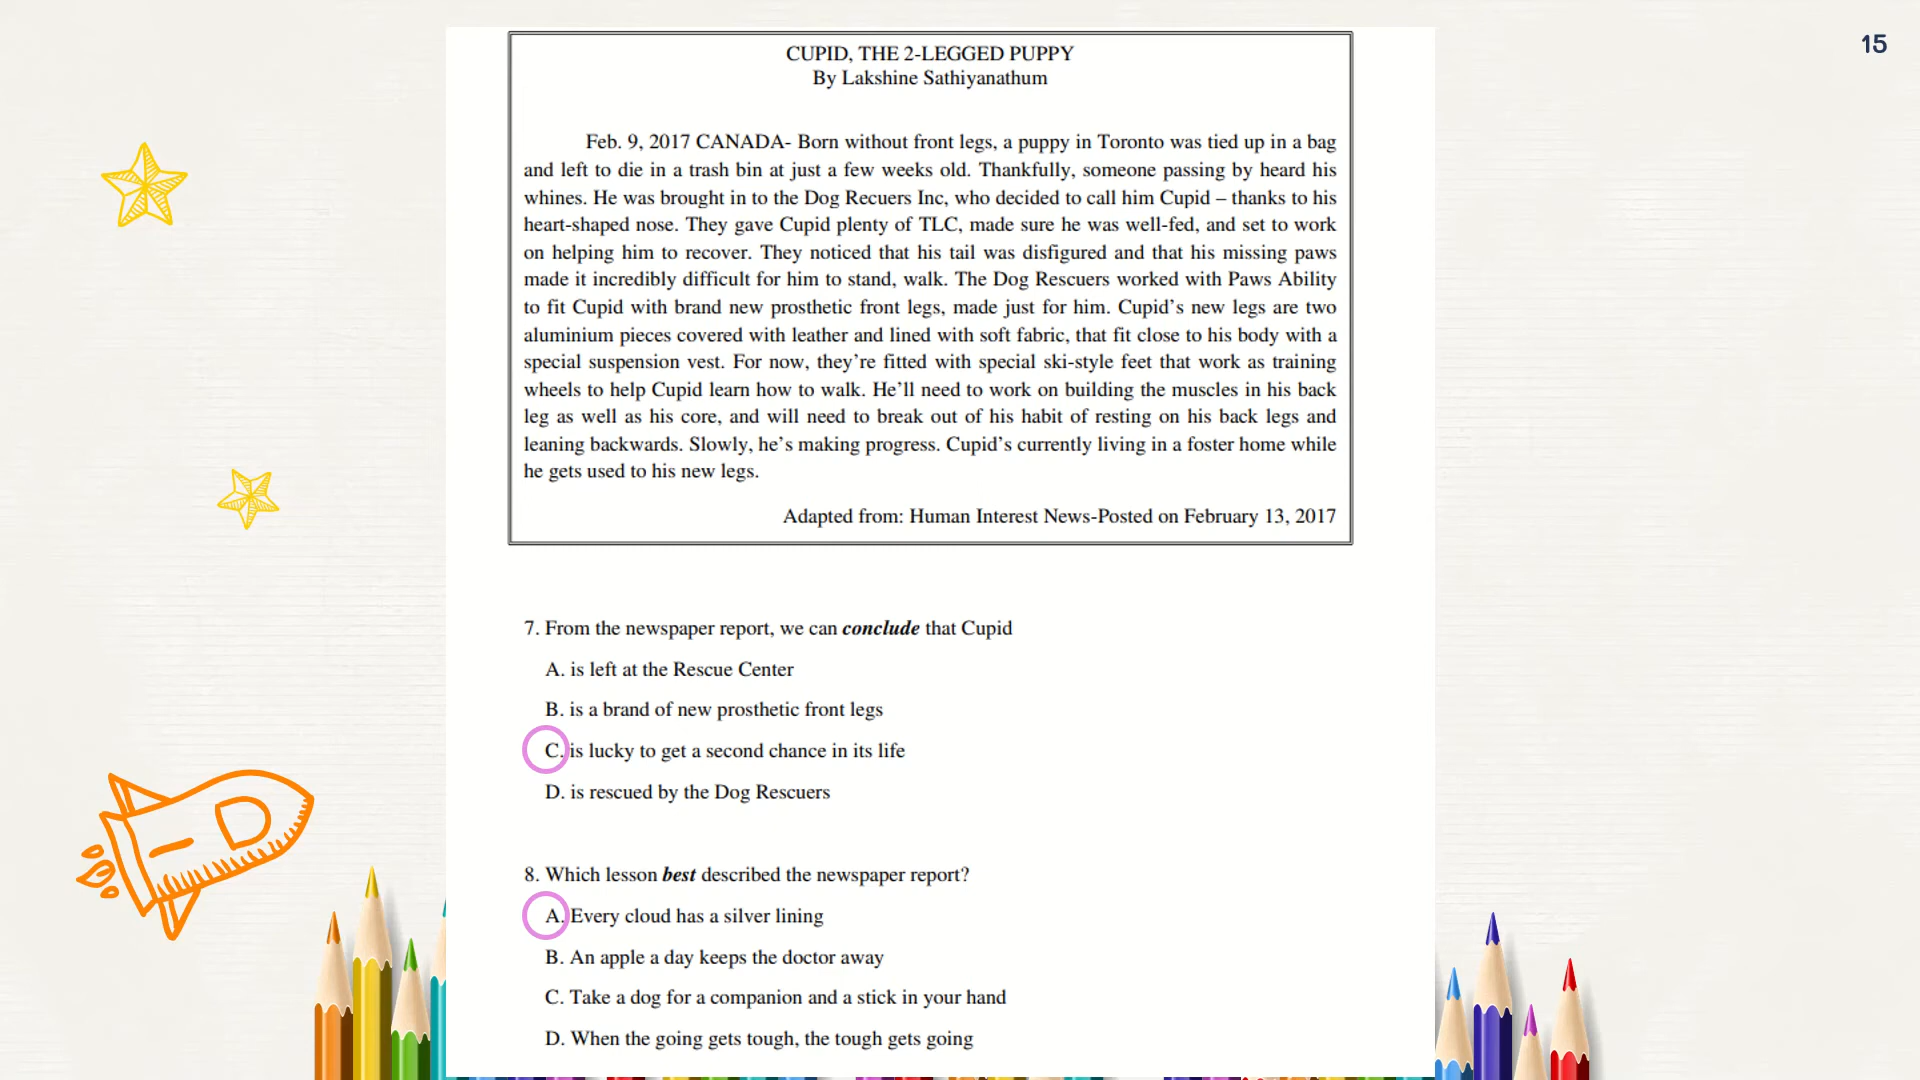 15
CUPID, THE 2-LEGGED PUPPY
By Lakshine Sathiyanathum
Feb. 9, 2017 CANADA- Born without front legs, a puppy in Toronto was tied up in a bag
and left to die in a trash bin at just a few weeks old. Thankfully, someone passing by heard his
whines. He was brought in to the Dog Recuers Inc, who decided to call him Cupid – thanks to his
heart-shaped nose. They gave Cupid plenty of TLC, made sure he was well-fed, and set to work
on helping him to recover. They noticed that his tail was disfigured and that his missing paws
made it incredibly difficult for him to stand, walk. The Dog Rescuers worked with Paws Ability
to fit Cupid with brand new prosthetic front legs, made just for him. Cupid’s new legs are two
aluminium pieces covered with leather and lined with soft fabric, that fit close to his body with a
special suspension vest. For now, they’re fitted with special ski-style feet that work as training
wheels to help Cupid learn how to walk. He’ll need to work on building the muscles in his back
leg as well as his core, and will need to break out of his habit of resting on his back legs and
leaning backwards. Slowly, he’s making progress. Cupid’s currently living in a foster home while
he gets used to his new legs.
Adapted from: Human Interest News-Posted on February 13, 2017
7. From the newspaper report, we can conclude that Cupid
A. is left at the Rescue Center
B. is a brand of new prosthetic front legs
C. is lucky to get a second chance in its life
D. is rescued by the Dog Rescuers
8. Which lesson best described the newspaper report?
A. Every cloud has a silver lining
B. An apple a day keeps the doctor away
C. Take a dog for a companion and a stick in your hand
D. When the going gets tough, the tough gets going